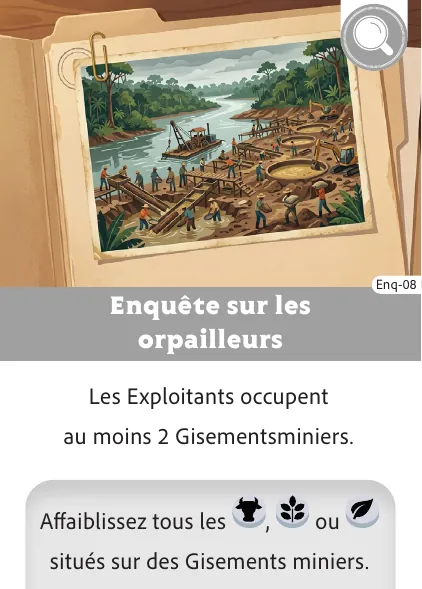 Enq-08
Enquête sur les
orpailleurs
Les Exploitants occupent
au moins 2 Gisementsminiers.
Affaiblissez tous les , ou
situés sur des Gisements miniers.